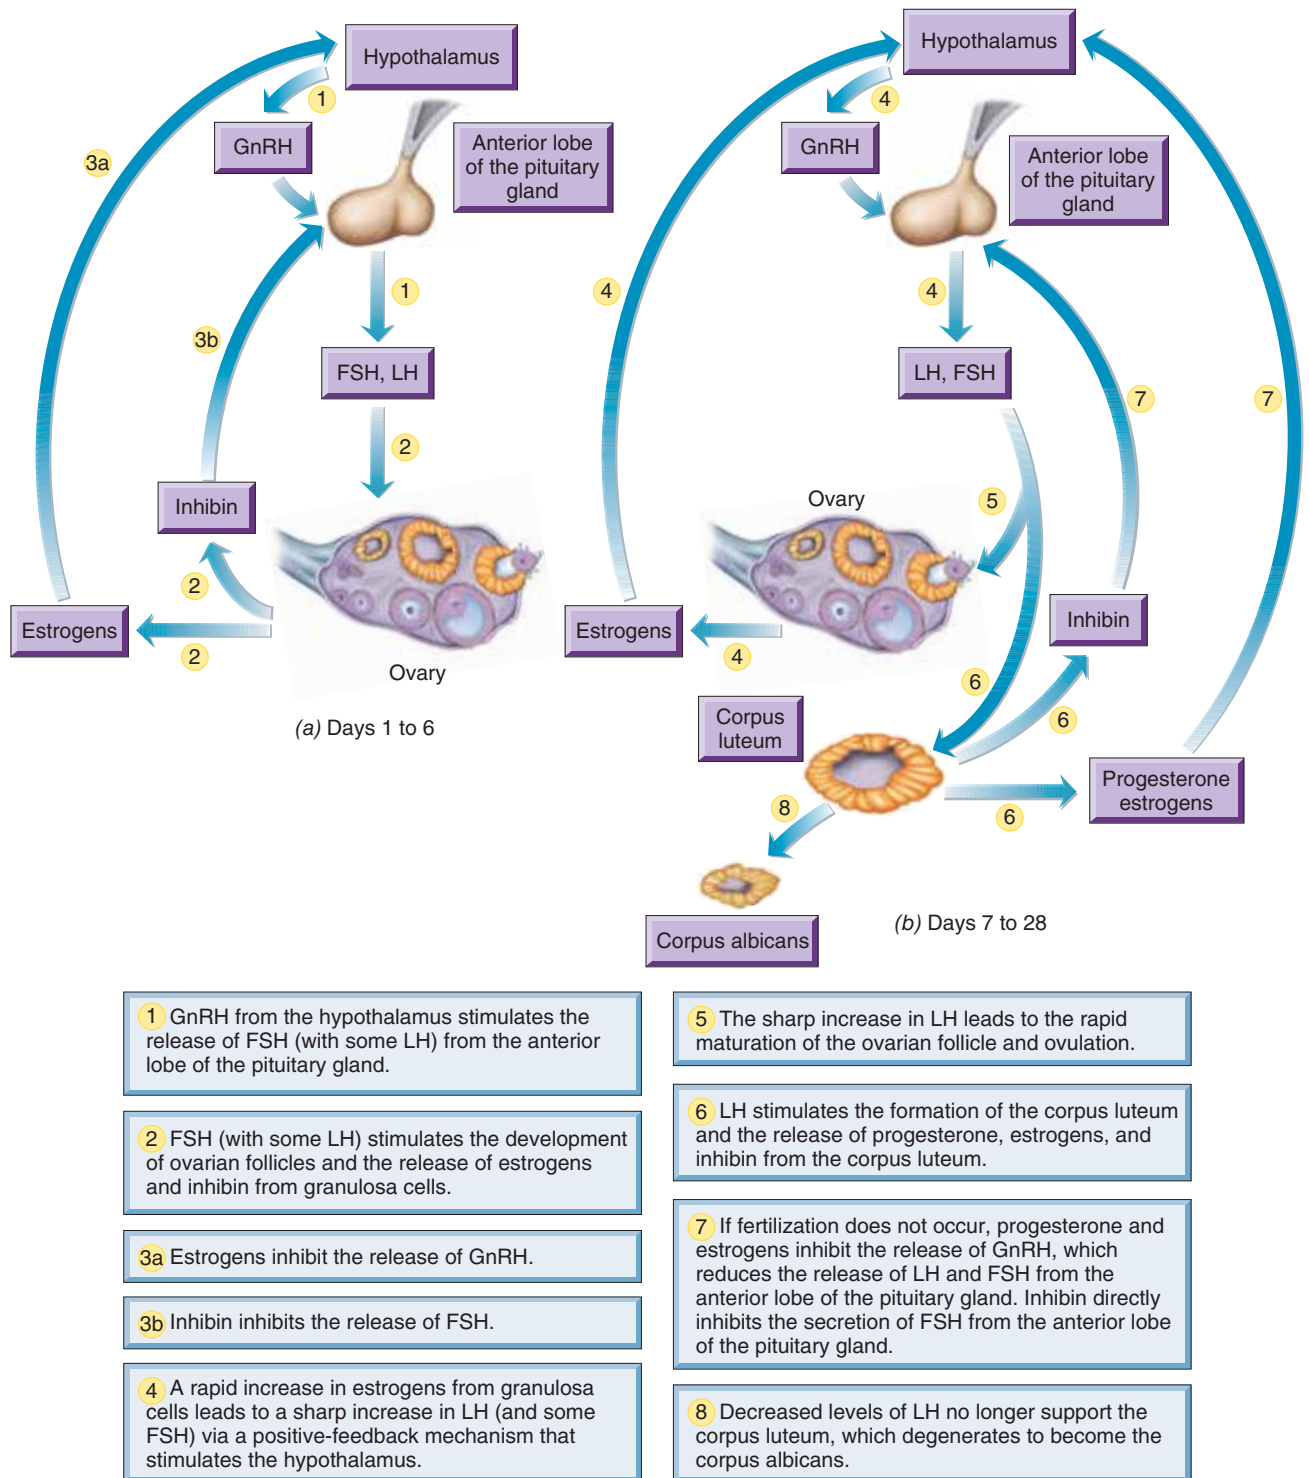 Hypothalamus
1
GnRH
Anterior lobe
of the pituitary
gland
3a
1
3b
FSH, LH
2
Inhibin
2
Estrogens
2
Ovary
(a) Days 1 to 6
Hypothalamus
4
GnRH
Anterior lobe
of the pituitary
gland
4
4
LH, FSH
7
7
Ovary
5
Estrogens
4
Inhibin
6
Corpus
luteum
6
Progesterone
estrogens
6
8
Corpus albicans
(b) Days 7 to 28
1 GnRH from the hypothalamus stimulates the
release of FSH (with some LH) from the anterior
lobe of the pituitary gland.
2 FSH (with some LH) stimulates the development
of ovarian follicles and the release of estrogens
and inhibin from granulosa cells.
3a Estrogens inhibit the release of GnRH.
3b Inhibin inhibits the release of FSH.
4 A rapid increase in estrogens from granulosa
cells leads to a sharp increase in LH (and some
FSH) via a positive-feedback mechanism that
stimulates the hypothalamus.
5 The sharp increase in LH leads to the rapid
maturation of the ovarian follicle and ovulation.
6 LH stimulates the formation of the corpus luteum
and the release of progesterone, estrogens, and
inhibin from the corpus luteum.
7 If fertilization does not occur, progesterone and
estrogens inhibit the release of GnRH, which
reduces the release of LH and FSH from the
anterior lobe of the pituitary gland. Inhibin directly
inhibits the secretion of FSH from the anterior lobe
of the pituitary gland.
8 Decreased levels of LH no longer support the
corpus luteum, which degenerates to become the
corpus albicans.